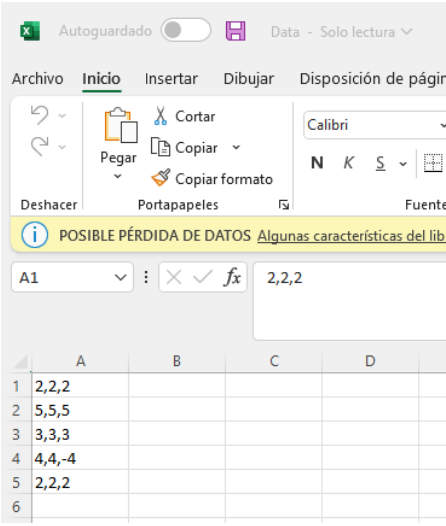 Autoguardado Data - Solo lectura
Archivo Inicio Insertar Dibujar Disposición de págin
Cortar
Copiar
Copiar formato
Pegar
Calibri
N K S
Deshacer Portapapeles Fuente
POSIBLE PÉRDIDA DE DATOS Algunas características del lib
A1 fx 2,2,2
A B C D
1 2,2,2
2 5,5,5
3 3,3,3
4 4,4,-4
5 2,2,2
6